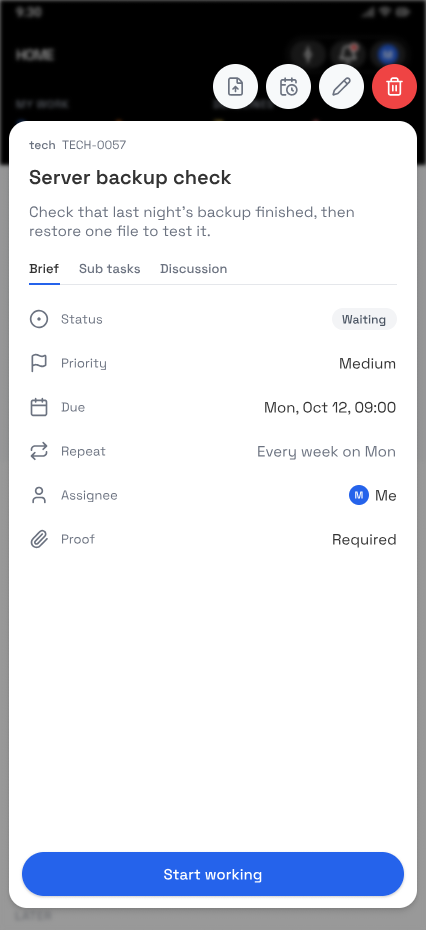 9:30
HOME
MY WORK
M
tech TECH-0057
Server backup check
Check that last night's backup finished, then
restore one file to test it.
Brief Sub tasks Discussion
Status Waiting
Priority Medium
Due Mon, Oct 12, 09:00
Repeat Every week on Mon
Assignee M Me
Proof Required
Start working
LATER